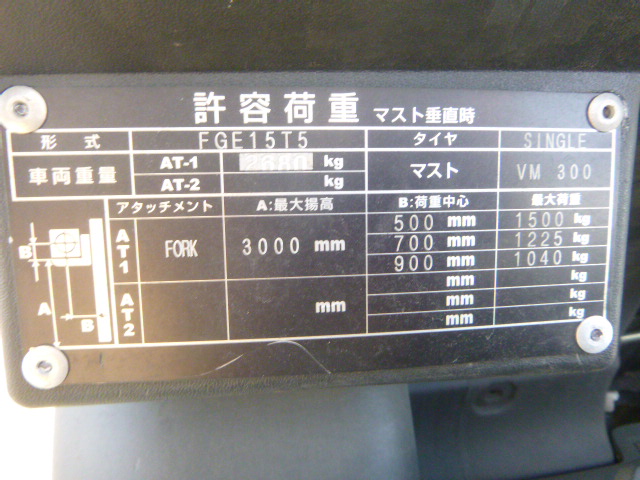 許容荷重 マスト垂直時
形式 FGE15T5 タイヤ SINGLE
車両重量 AT-1 2680 kg マスト VM 300
AT-2 kg
アタッチメント A:最大揚高 B:荷重中心 最大荷重
AT1 FORK 3000 mm 500 mm 1500 kg
700 mm 1225 kg
900 mm 1040 kg
AT2 mm mm kg
mm kg
B
A
B